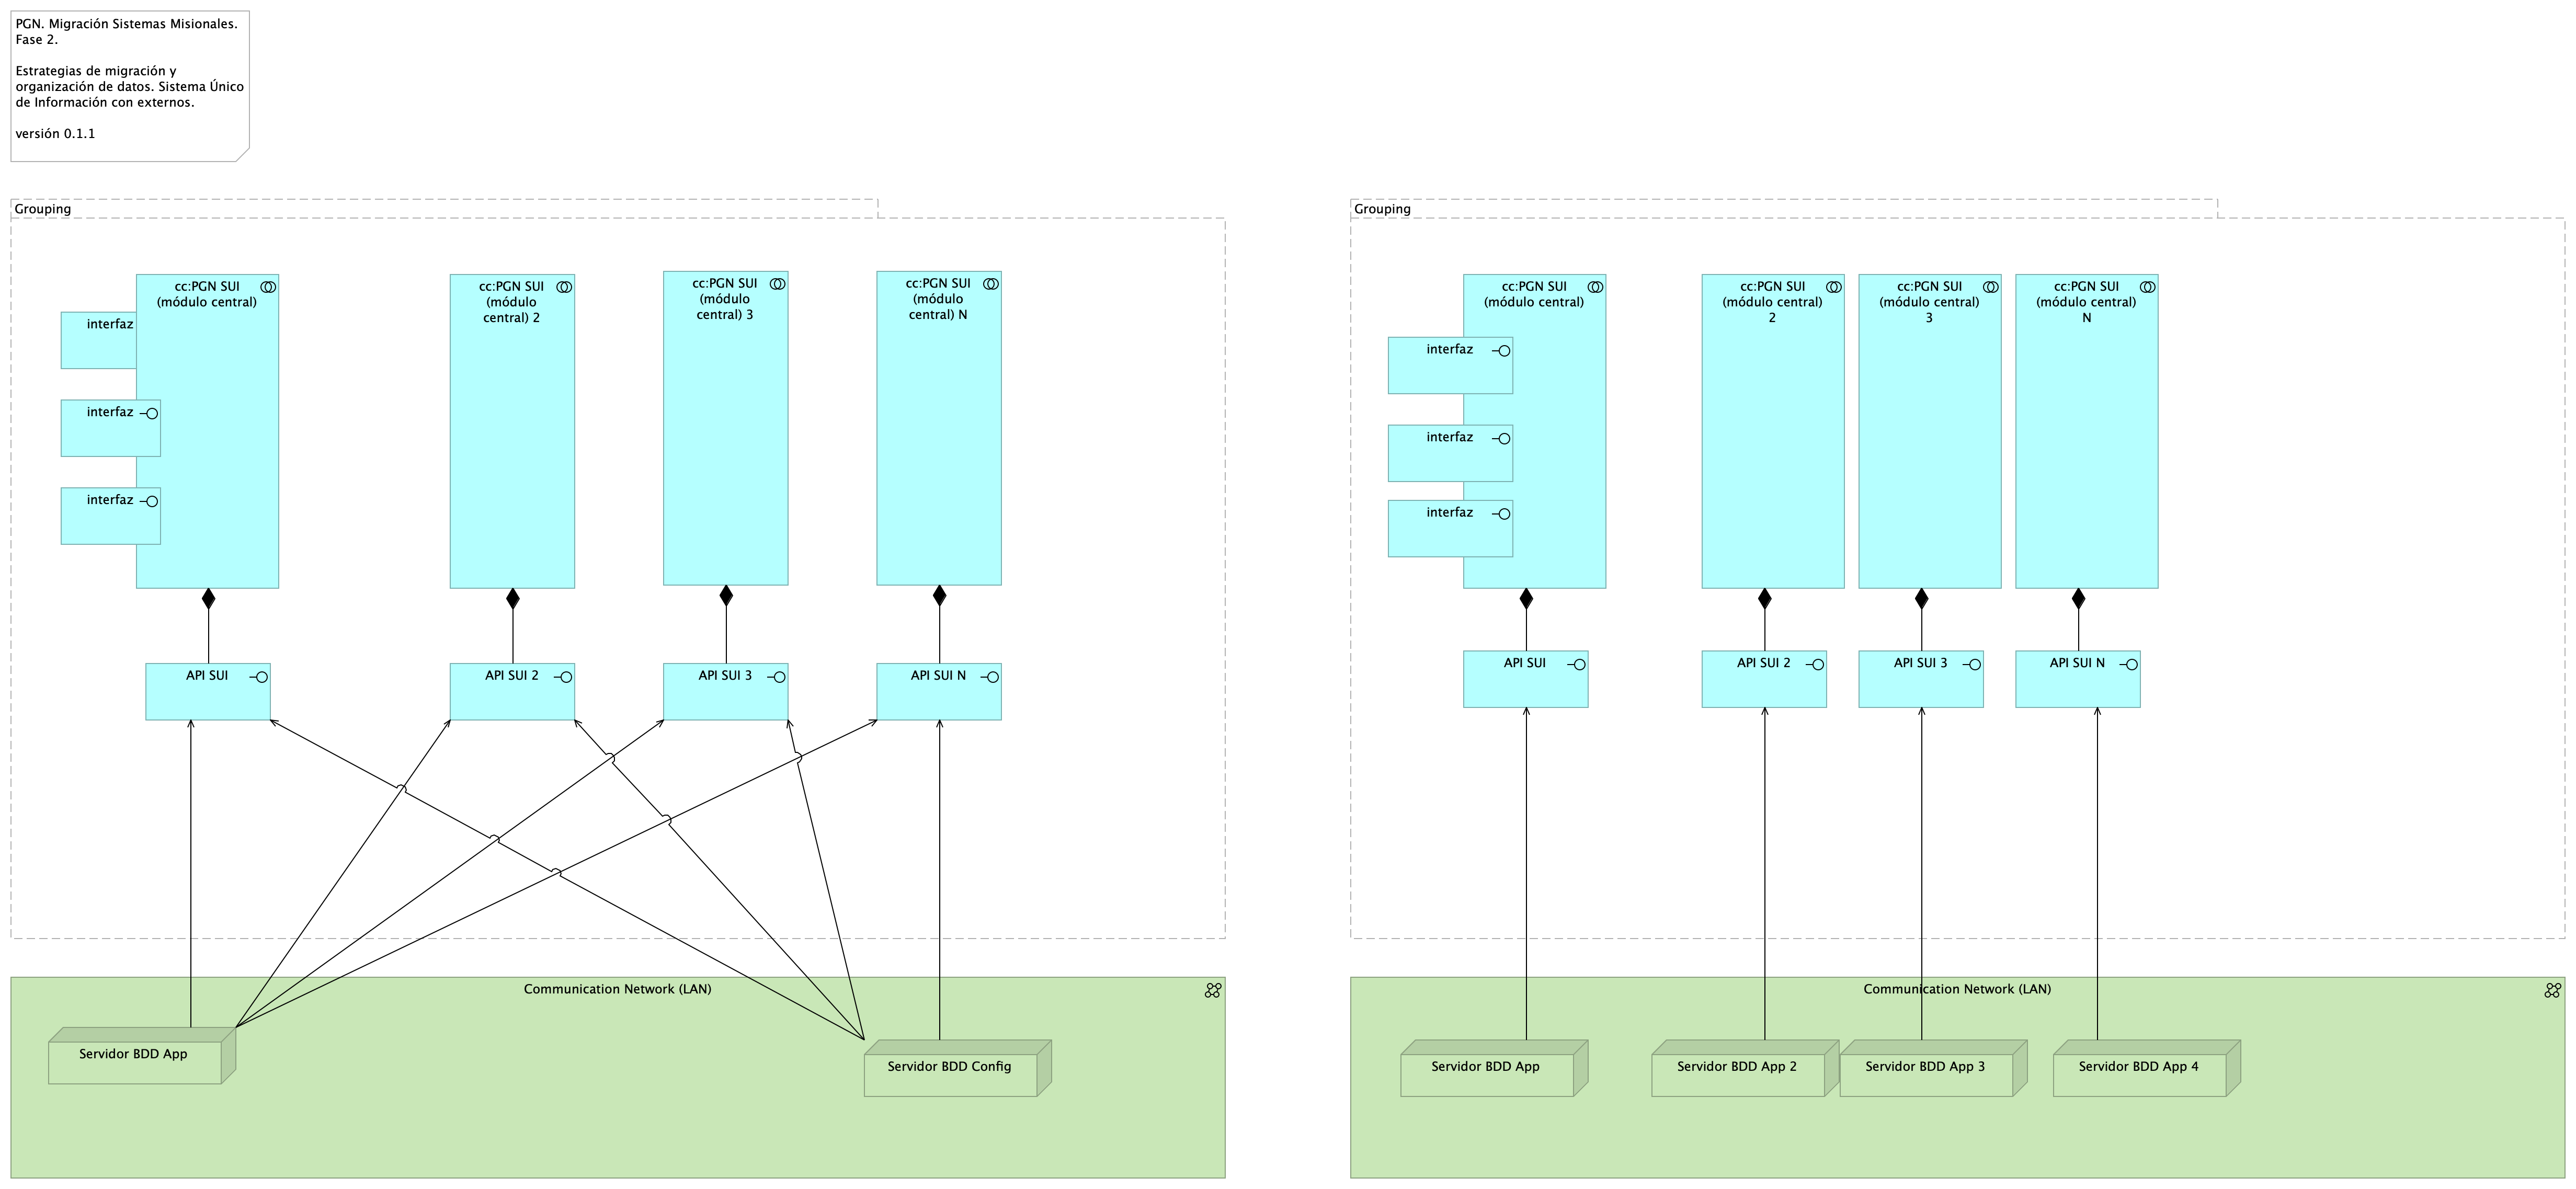 PGN. Migración Sistemas Misionales.
Fase 2.
Estrategias de migración y
organización de datos. Sistema Único
de Información con externos.
versión 0.1.1
Grouping
cc:PGN SUI
(módulo central)
interfaz
interfaz
interfaz
cc:PGN SUI
(módulo
central) 2
cc:PGN SUI
(módulo
central) 3
cc:PGN SUI
(módulo
central) N
API SUI
API SUI 2
API SUI 3
API SUI N
Communication Network (LAN)
Servidor BDD App
Servidor BDD Config
Grouping
cc:PGN SUI
(módulo central)
interfaz
interfaz
interfaz
cc:PGN SUI
(módulo central)
2
cc:PGN SUI
(módulo central)
3
cc:PGN SUI
(módulo central)
N
API SUI
API SUI 2
API SUI 3
API SUI N
Communication Network (LAN)
Servidor BDD App
Servidor BDD App 2
Servidor BDD App 3
Servidor BDD App 4